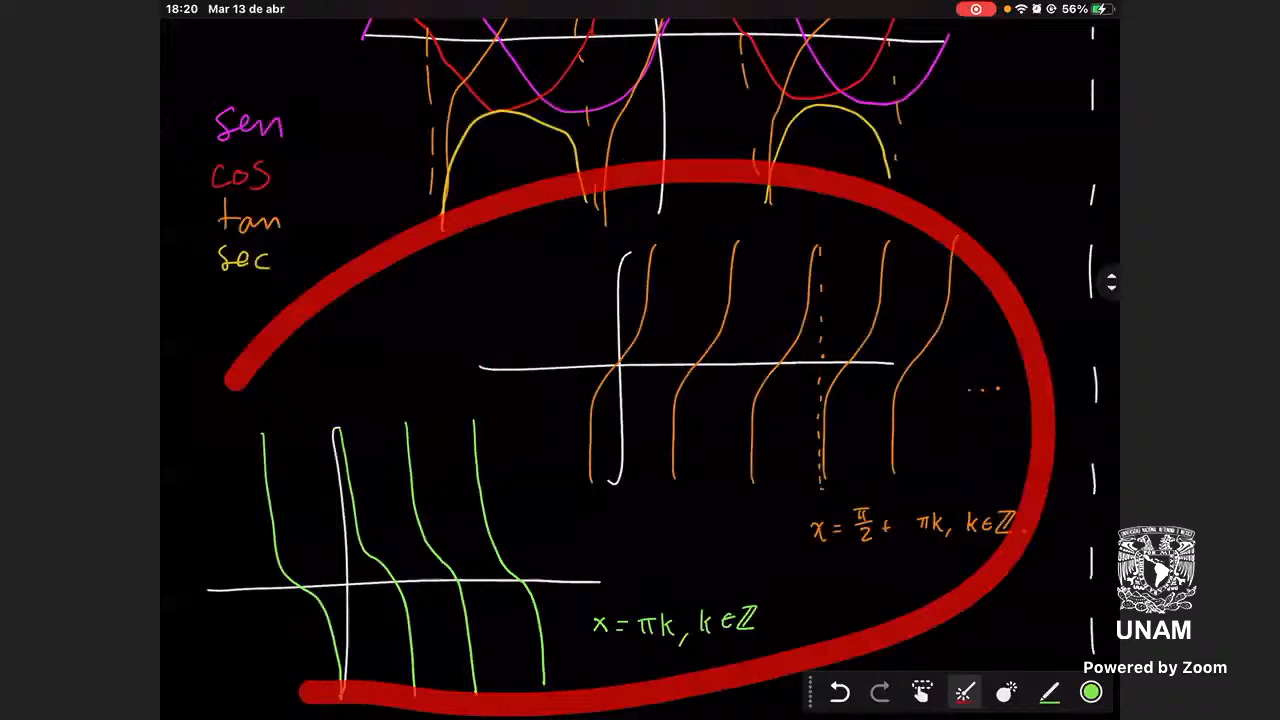 18:20 Mar 13 de abr 56%
sen
cos
tan
sec
...
x = π/2 + πk, k∈ℤ.
x = πk, k∈ℤ
UNAM
Powered by Zoom